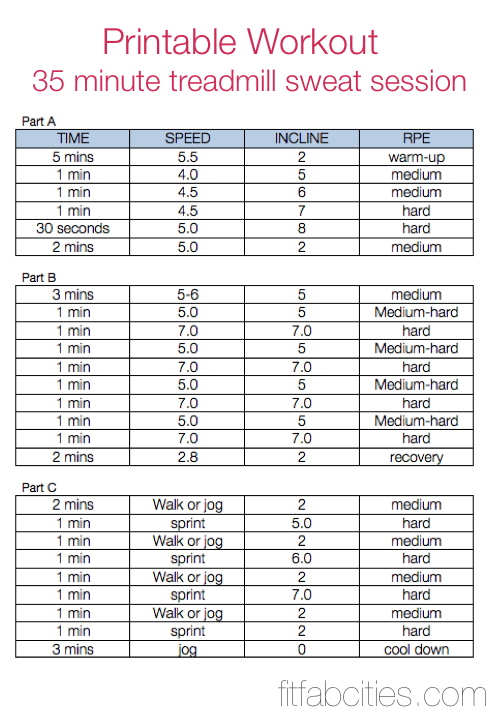 Printable Workout
35 minute treadmill sweat session
Part A
TIME SPEED INCLINE RPE
5 mins 5.5 2 warm-up
1 min 4.0 5 medium
1 min 4.5 6 medium
1 min 4.5 7 hard
30 seconds 5.0 8 hard
2 mins 5.0 2 medium
Part B
3 mins 5-6 5 medium
1 min 5.0 5 Medium-hard
1 min 7.0 7.0 hard
1 min 5.0 5 Medium-hard
1 min 7.0 7.0 hard
1 min 5.0 5 Medium-hard
1 min 7.0 7.0 hard
1 min 5.0 5 Medium-hard
1 min 7.0 7.0 hard
2 mins 2.8 2 recovery
Part C
2 mins Walk or jog 2 medium
1 min sprint 5.0 hard
1 min Walk or jog 2 medium
1 min sprint 6.0 hard
1 min Walk or jog 2 medium
1 min sprint 7.0 hard
1 min Walk or jog 2 medium
1 min sprint 2 hard
3 mins jog 0 cool down
fitfabcities.com